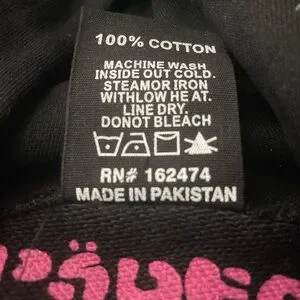 100% COTTON
MACHINE WASH
INSIDE OUT COLD.
STEAMOR IRON
WITHLOW HE AT.
LINE DRY.
DONOT BLEACH
RN# 162474
MADE IN PAKISTAN